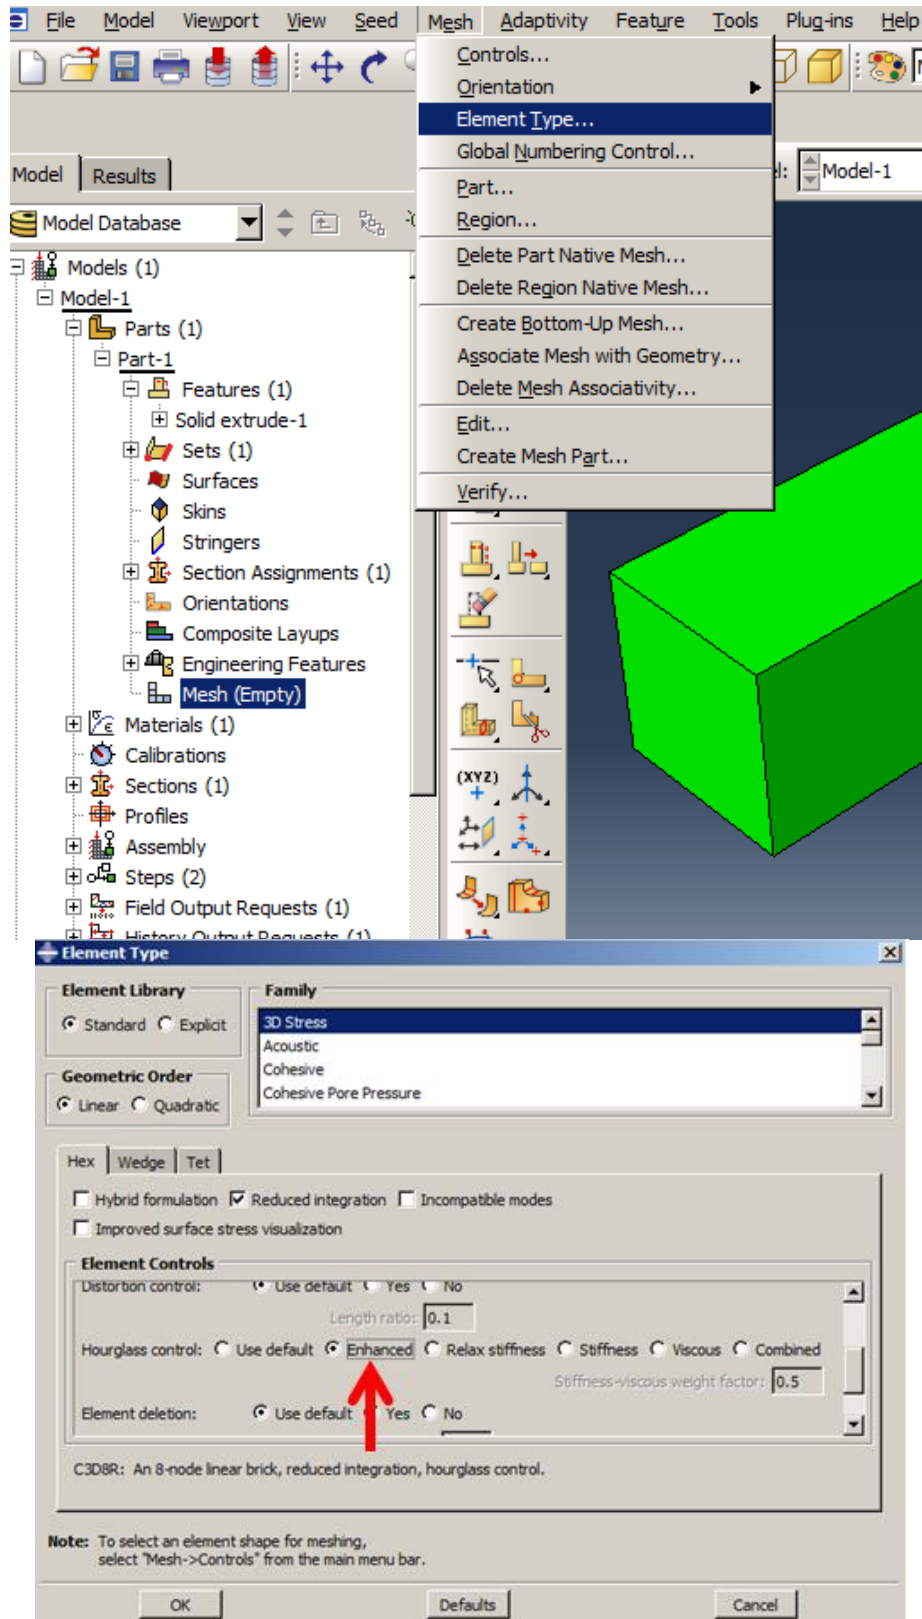 File Model Viewport View Seed Mesh Adaptivity Feature Tools Plug-ins Help
Controls...
Orientation
Element Type...
Global Numbering Control...
Part...
Region...
Delete Part Native Mesh...
Delete Region Native Mesh...
Create Bottom-Up Mesh...
Associate Mesh with Geometry...
Delete Mesh Associativity...
Edit...
Create Mesh Part...
Verify...
Model-1
Model Results
Model Database
Models (1)
Model-1
Parts (1)
Part-1
Features (1)
Solid extrude-1
Sets (1)
Surfaces
Skins
Stringers
Section Assignments (1)
Orientations
Composite Layups
Engineering Features
Mesh (Empty)
Materials (1)
Calibrations
Sections (1)
Profiles
Assembly
Steps (2)
Field Output Requests (1)
History Output Requests (1)
(XYZ)
Element Type
Element Library
Standard Explicit
Family
3D Stress
Acoustic
Cohesive
Cohesive Pore Pressure
Geometric Order
Linear Quadratic
Hex Wedge Tet
Hybrid formulation Reduced integration Incompatible modes
Improved surface stress visualization
Element Controls
Distortion control: Use default Yes No
Length ratio: 0.1
Hourglass control: Use default Enhanced Relax stiffness Stiffness Viscous Combined
Stiffness-viscous weight factor: 0.5
Element deletion: Use default Yes No
C3D8R: An 8-node linear brick, reduced integration, hourglass control.
Note: To select an element shape for meshing,
select "Mesh->Controls" from the main menu bar.
OK Defaults Cancel